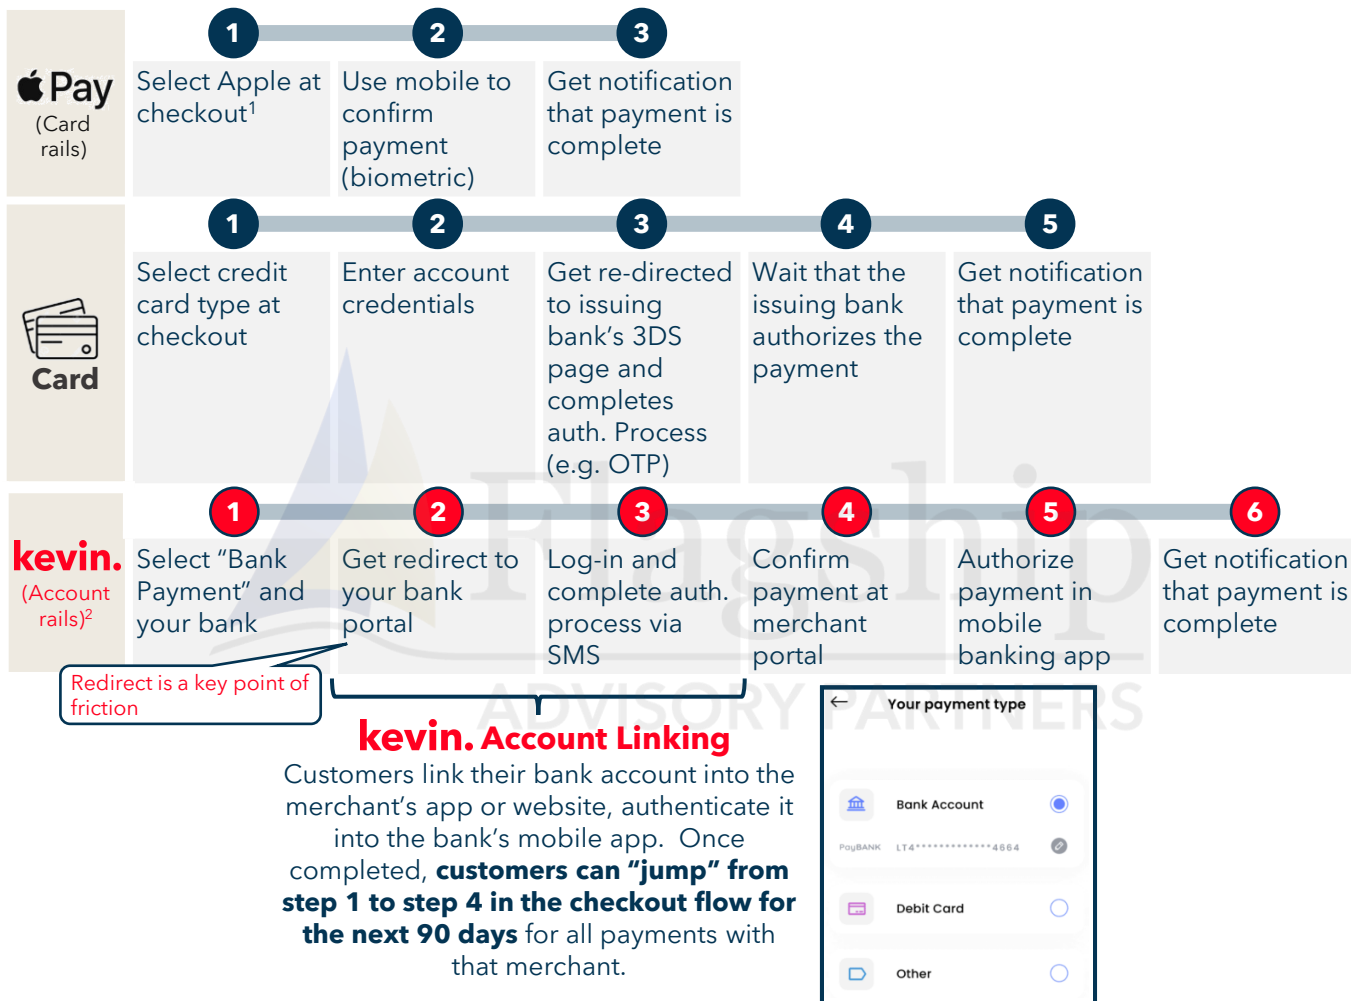 1 2 3
Pay
(Card
rails)
Select Apple at
checkout1
Use mobile to
confirm
payment
(biometric)
Get notification
that payment is
complete
1 2 3 4 5
Card
Select credit
card type at
checkout
Enter account
credentials
Get re-directed
to issuing
bank's 3DS
page and
completes
auth. Process
(e.g. OTP)
Wait that the
issuing bank
authorizes the
payment
Get notification
that payment is
complete
1 2 3 4 5 6
kevin.
(Account
rails)2
Select “Bank
Payment” and
your bank
Get redirect to
your bank
portal
Log-in and
complete auth.
process via
SMS
Confirm
payment at
merchant
portal
Authorize
payment in
mobile
banking app
Get notification
that payment is
complete
Redirect is a key point of
friction
kevin. Account Linking
Customers link their bank account into the
merchant's app or website, authenticate it
into the bank's mobile app. Once
completed, customers can “jump” from
step 1 to step 4 in the checkout flow for
the next 90 days for all payments with
that merchant.
Your payment type
Bank Account
PayBANK LT4*************4664
Debit Card
Other
Flagship
ADVISORY PARTNERS